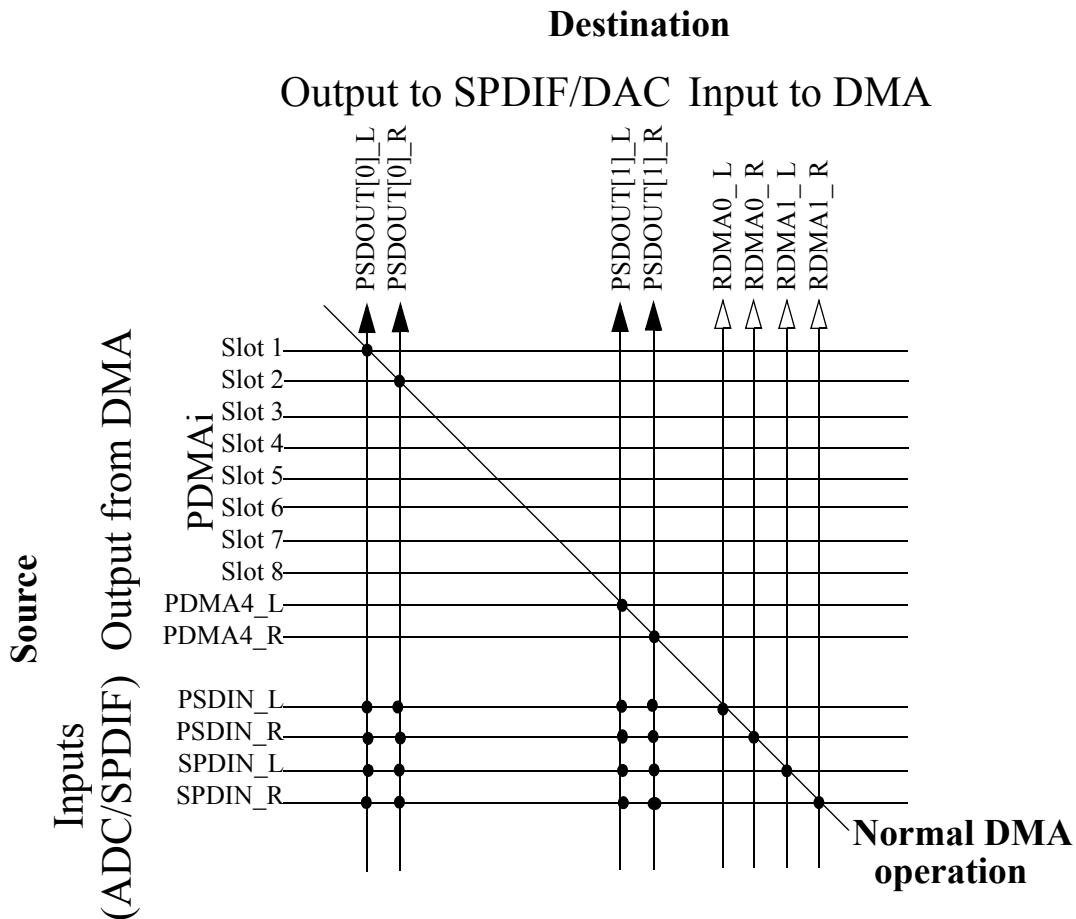 Destination
Output to SPDIF/DAC Input to DMA
PSDOUT[0]_L
PSDOUT[0]_R
PSDOUT[1]_L
PSDOUT[1]_R
RDMA0_L
RDMA0_R
RDMA1_L
RDMA1_R
Source
Output from DMA
PDMAi
Slot 1
Slot 2
Slot 3
Slot 4
Slot 5
Slot 6
Slot 7
Slot 8
PDMA4_L
PDMA4_R
Inputs
(ADC/SPDIF)
PSDIN_L
PSDIN_R
SPDIN_L
SPDIN_R
Normal DMA
operation